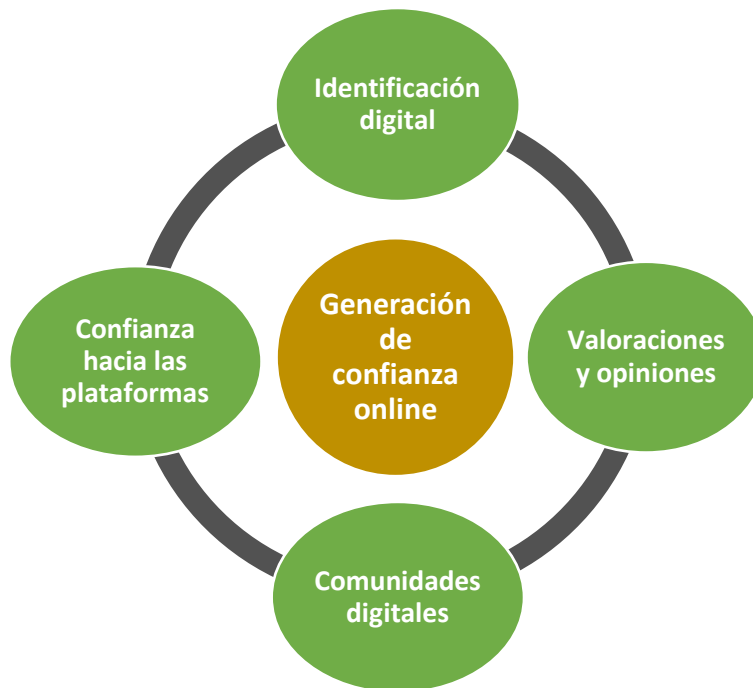 Identificación
digital
Generación
de
confianza
online
Confianza
hacia las
plataformas
Valoraciones
y opiniones
Comunidades
digitales